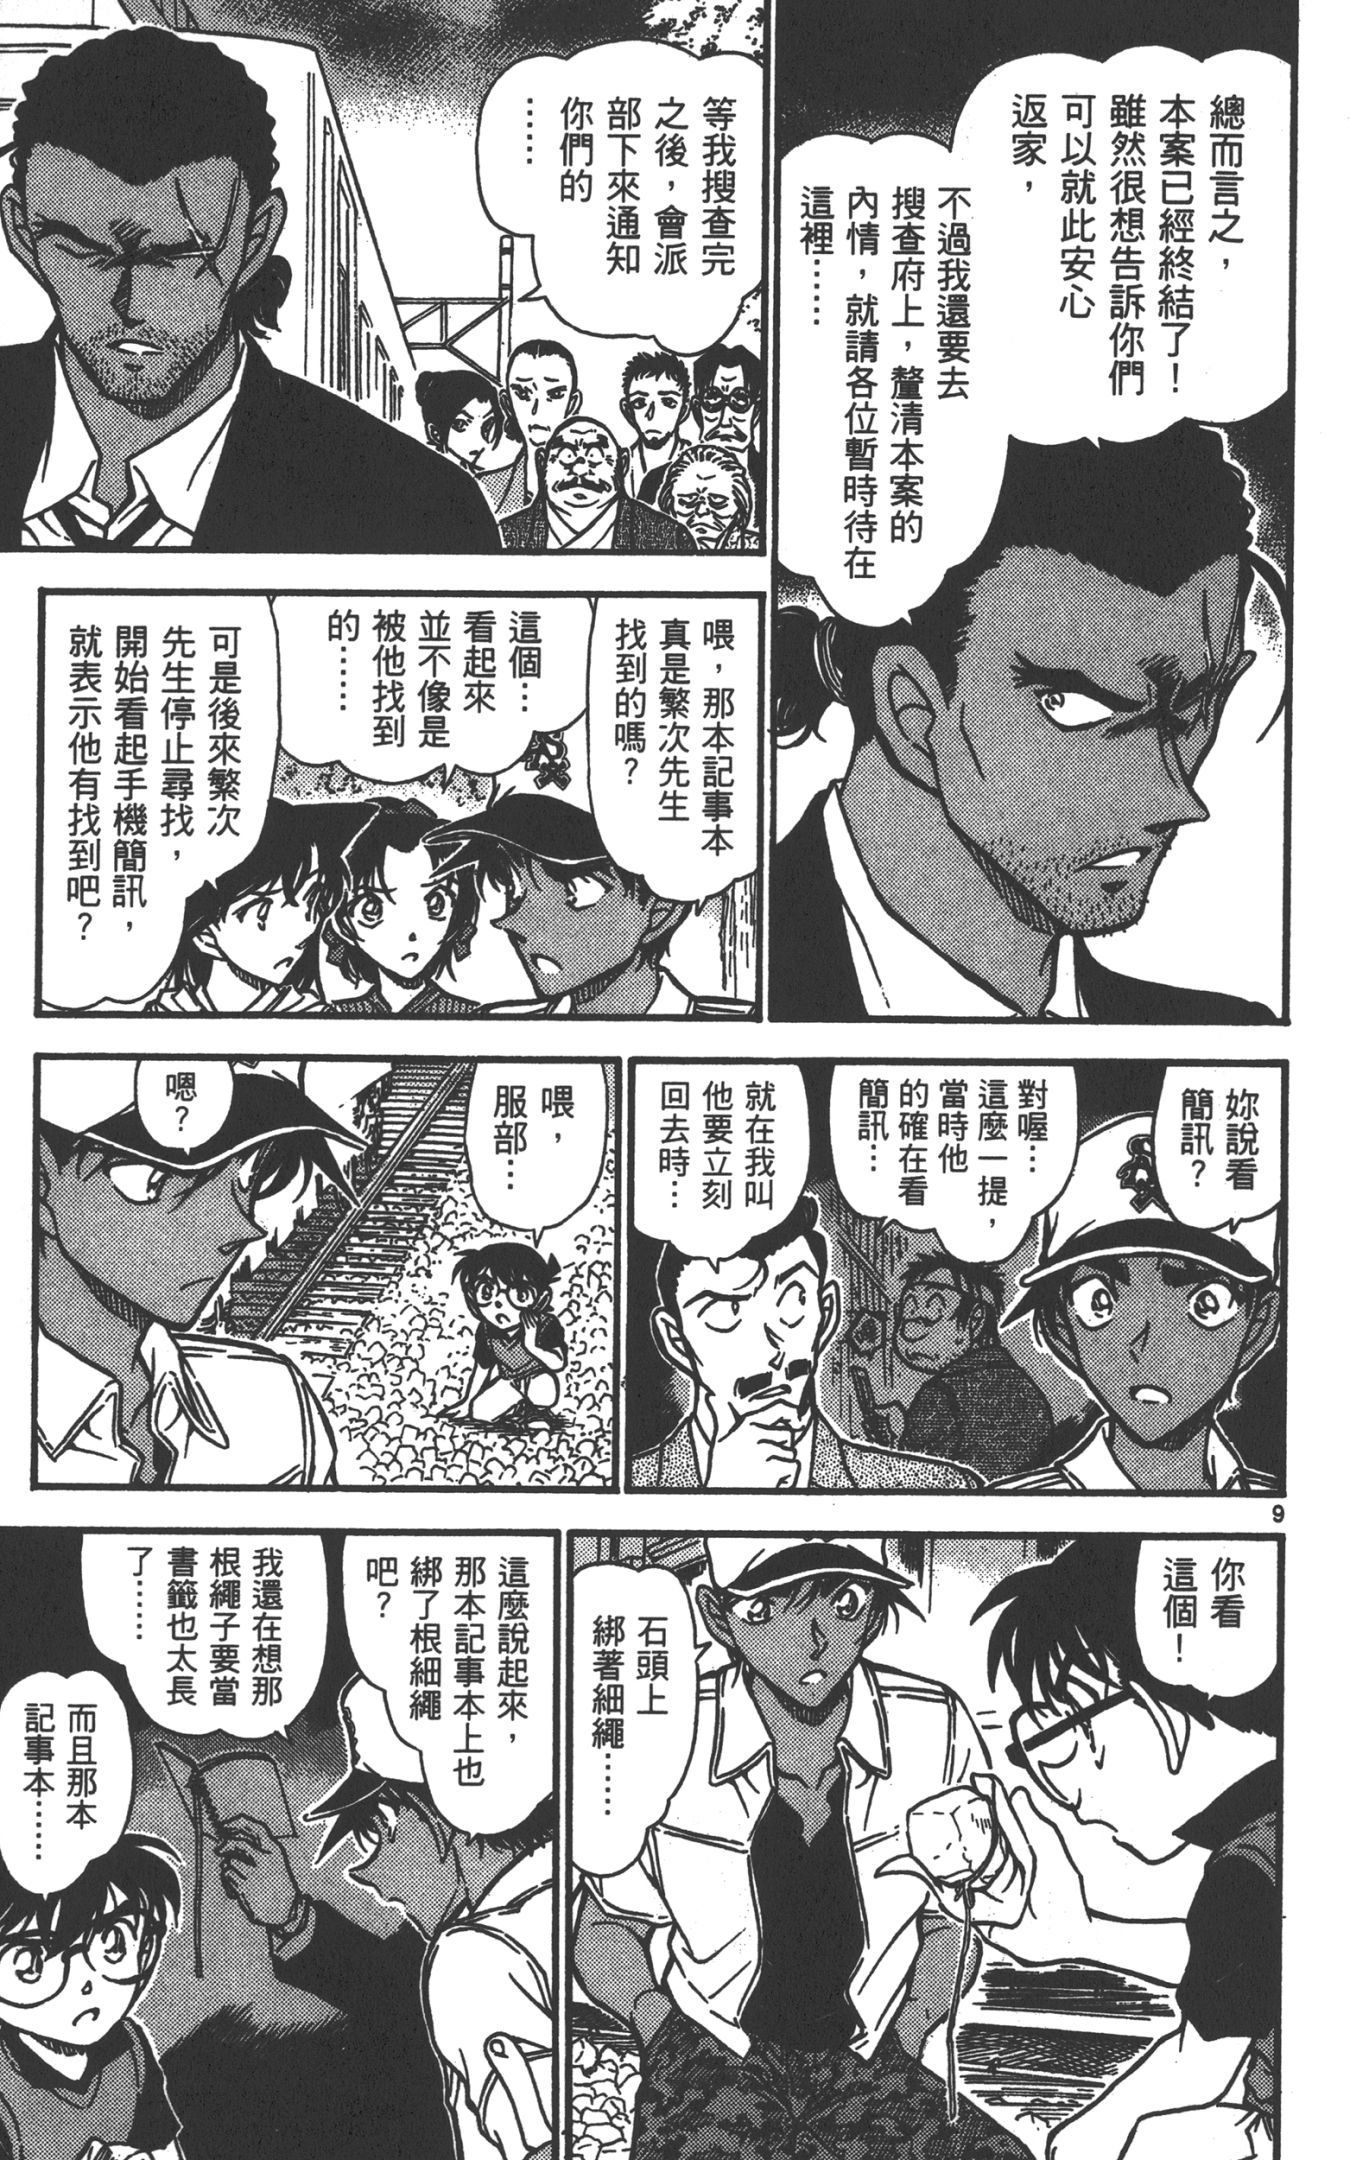 總而言之，
本案已經終結了！
雖然很想告訴你們
可以就此安心
返家，
不過我還要去
搜查府上，釐清本案的
內情，就請各位暫時待在
這裡……
等我搜查完
之後，會派
部下來通知
你們的
……
喂，那本記事本
真是繁次先生
找到的嗎？
這個…
看起來
並不像是
被他找到
的……
可是後來繁次
先生停止尋找，
開始看起手機簡訊，
就表示他有找到吧？
妳說看
簡訊？
對喔…
這麼一提，
當時他
的確在看
簡訊…
就在我叫
他要立刻
回去時…
喂，
服部…
嗯？
9
你看
這個！
石頭上
綁著細繩……
這麼說起來，
那本記事本上也
綁了根細繩
吧？
我還在想那
根繩子要當
書籤也太長
了……
而且那本
記事本……